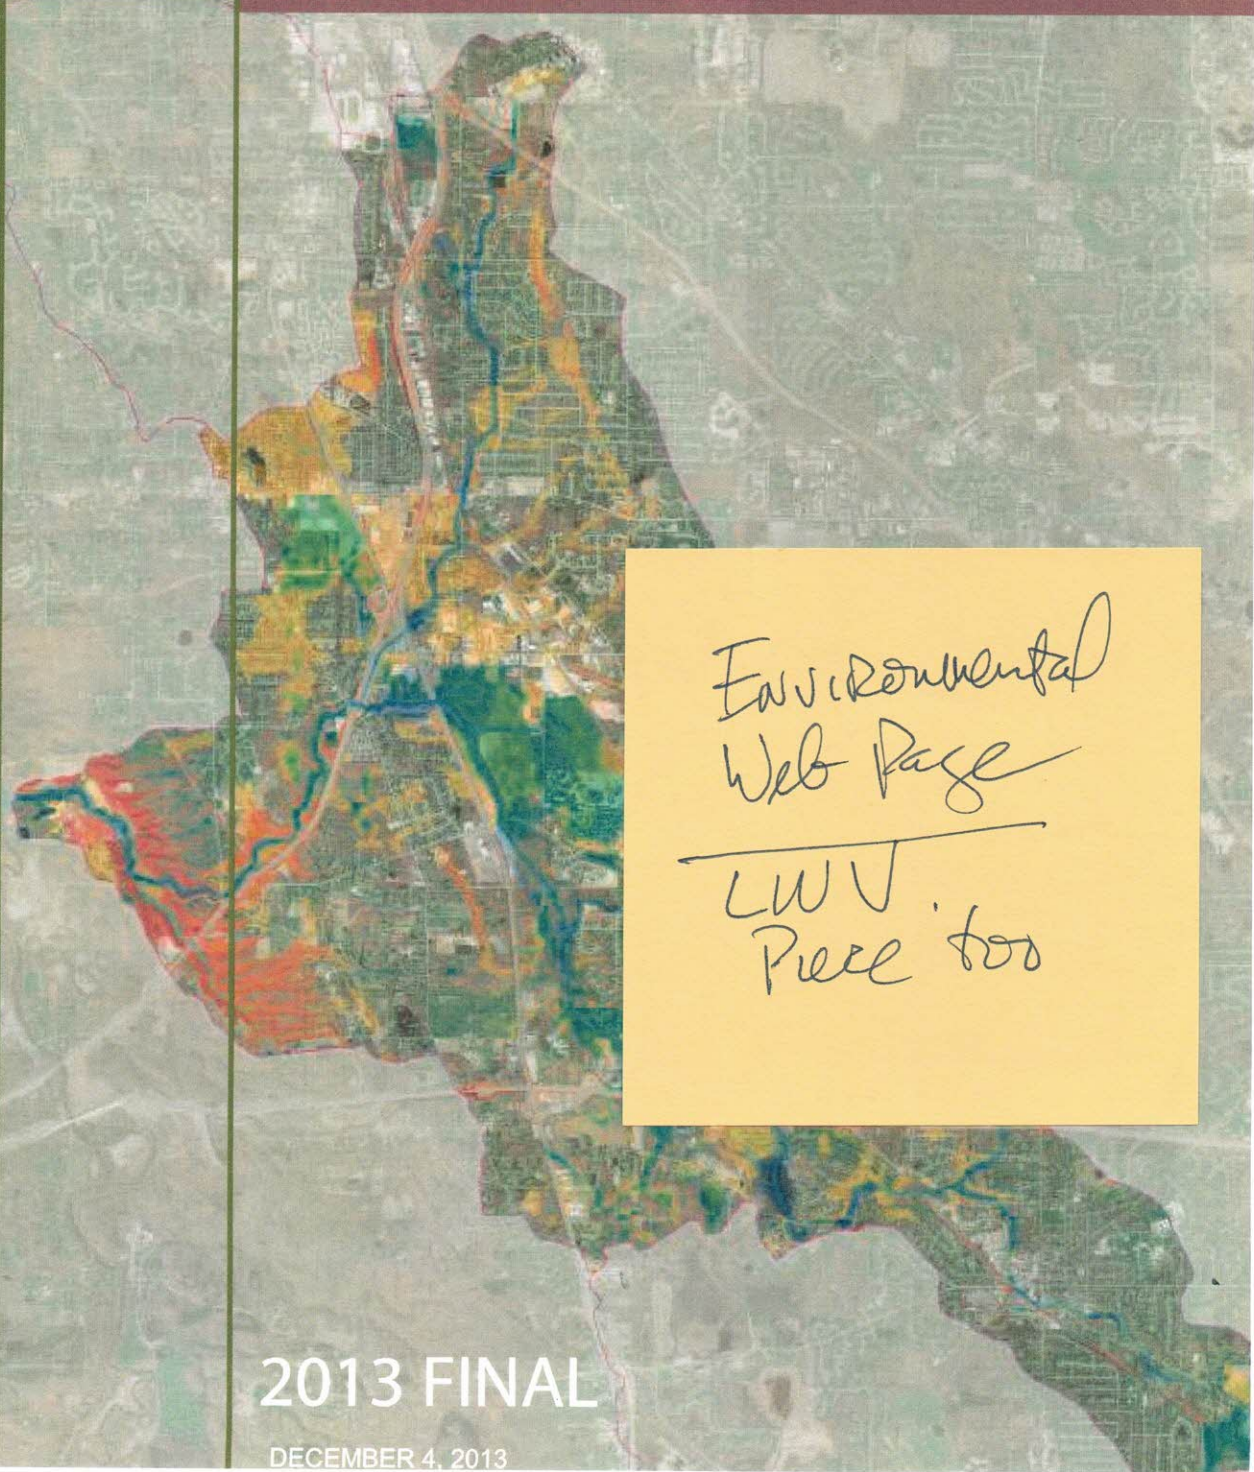 Environmental
Web Page
LWV.
Piece too
2013 FINAL
DECEMBER 4, 2013